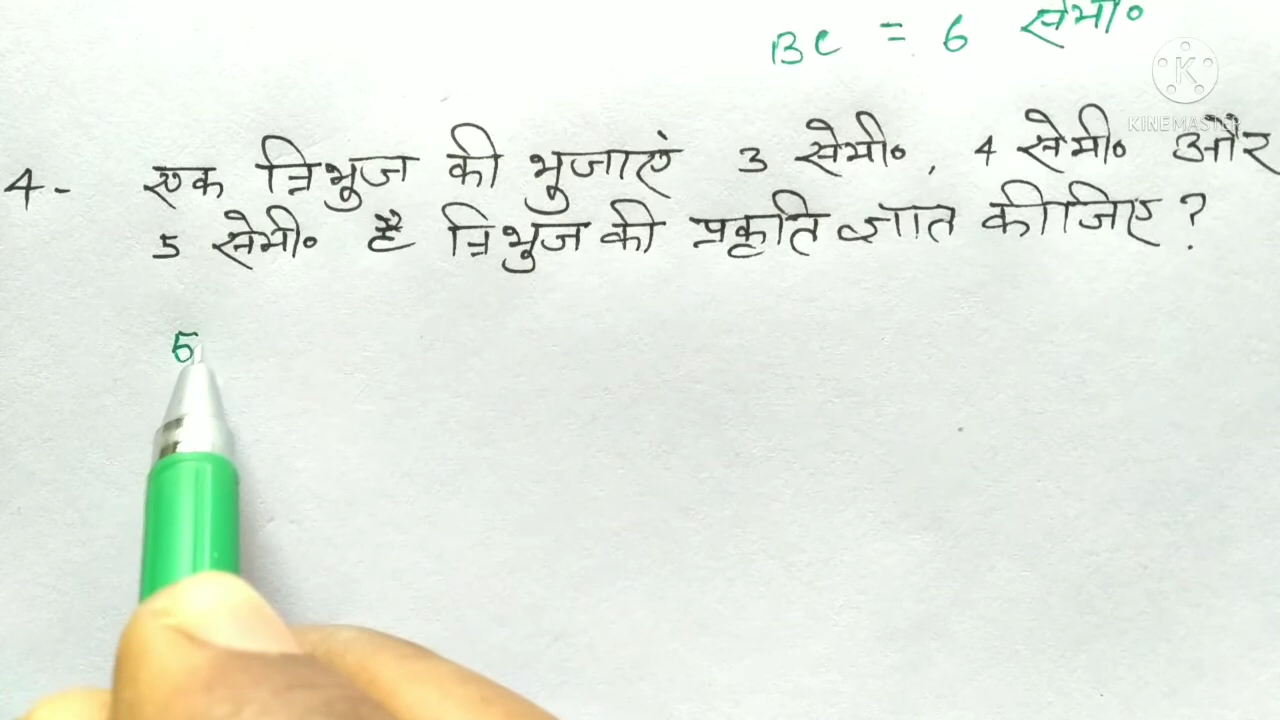 BC = 6 सेमी०
K
KINEMASTER
4- एक त्रिभुज की भुजाएं 3 सेमी०, 4 सेमी० और
5 सेमी० है त्रिभुज की प्रकृति ज्ञात कीजिए?
5